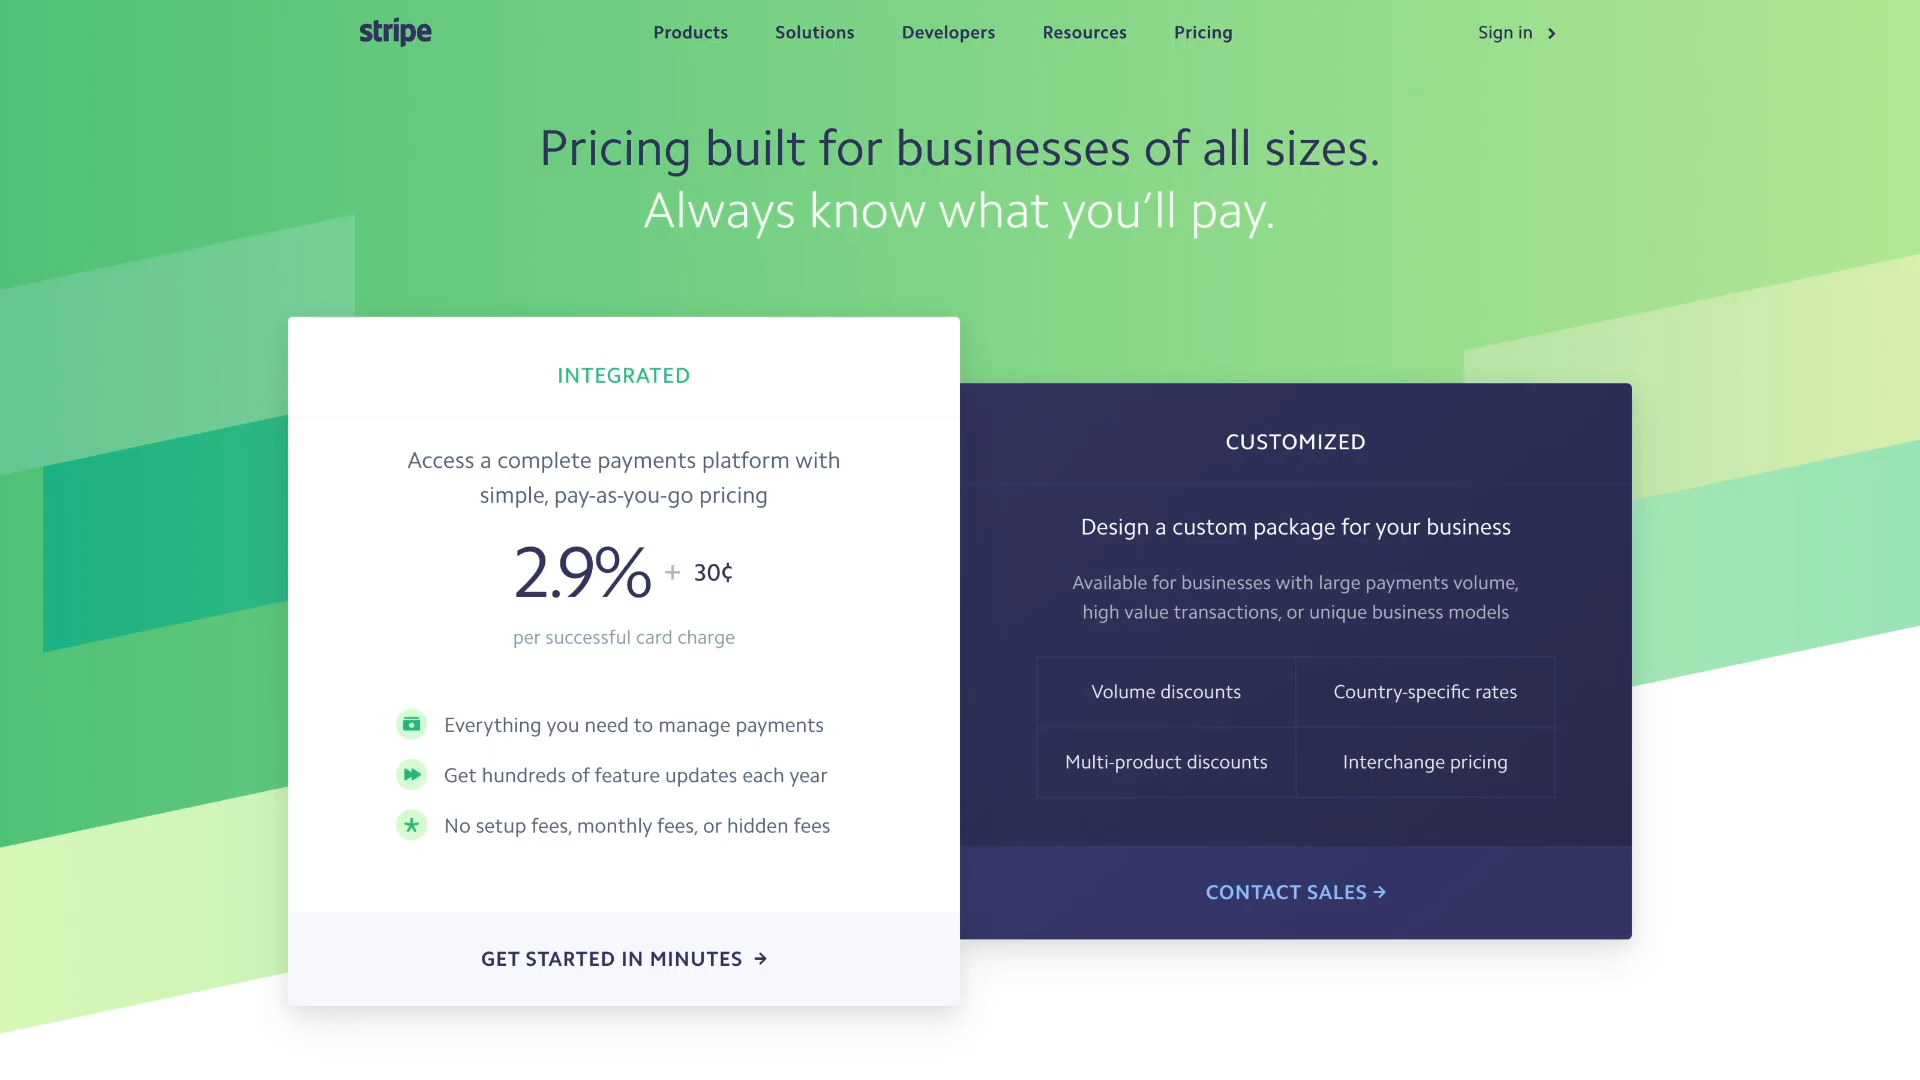 stripe
Products Solutions Developers Resources Pricing
Sign in
Pricing built for businesses of all sizes.
Always know what you’ll pay.
INTEGRATED
Access a complete payments platform with
simple, pay-as-you-go pricing
2.9% + 30¢
per successful card charge
Everything you need to manage payments
Get hundreds of feature updates each year
No setup fees, monthly fees, or hidden fees
GET STARTED IN MINUTES →
CUSTOMIZED
Design a custom package for your business
Available for businesses with large payments volume,
high value transactions, or unique business models
Volume discounts
Country-specific rates
Multi-product discounts
Interchange pricing
CONTACT SALES →